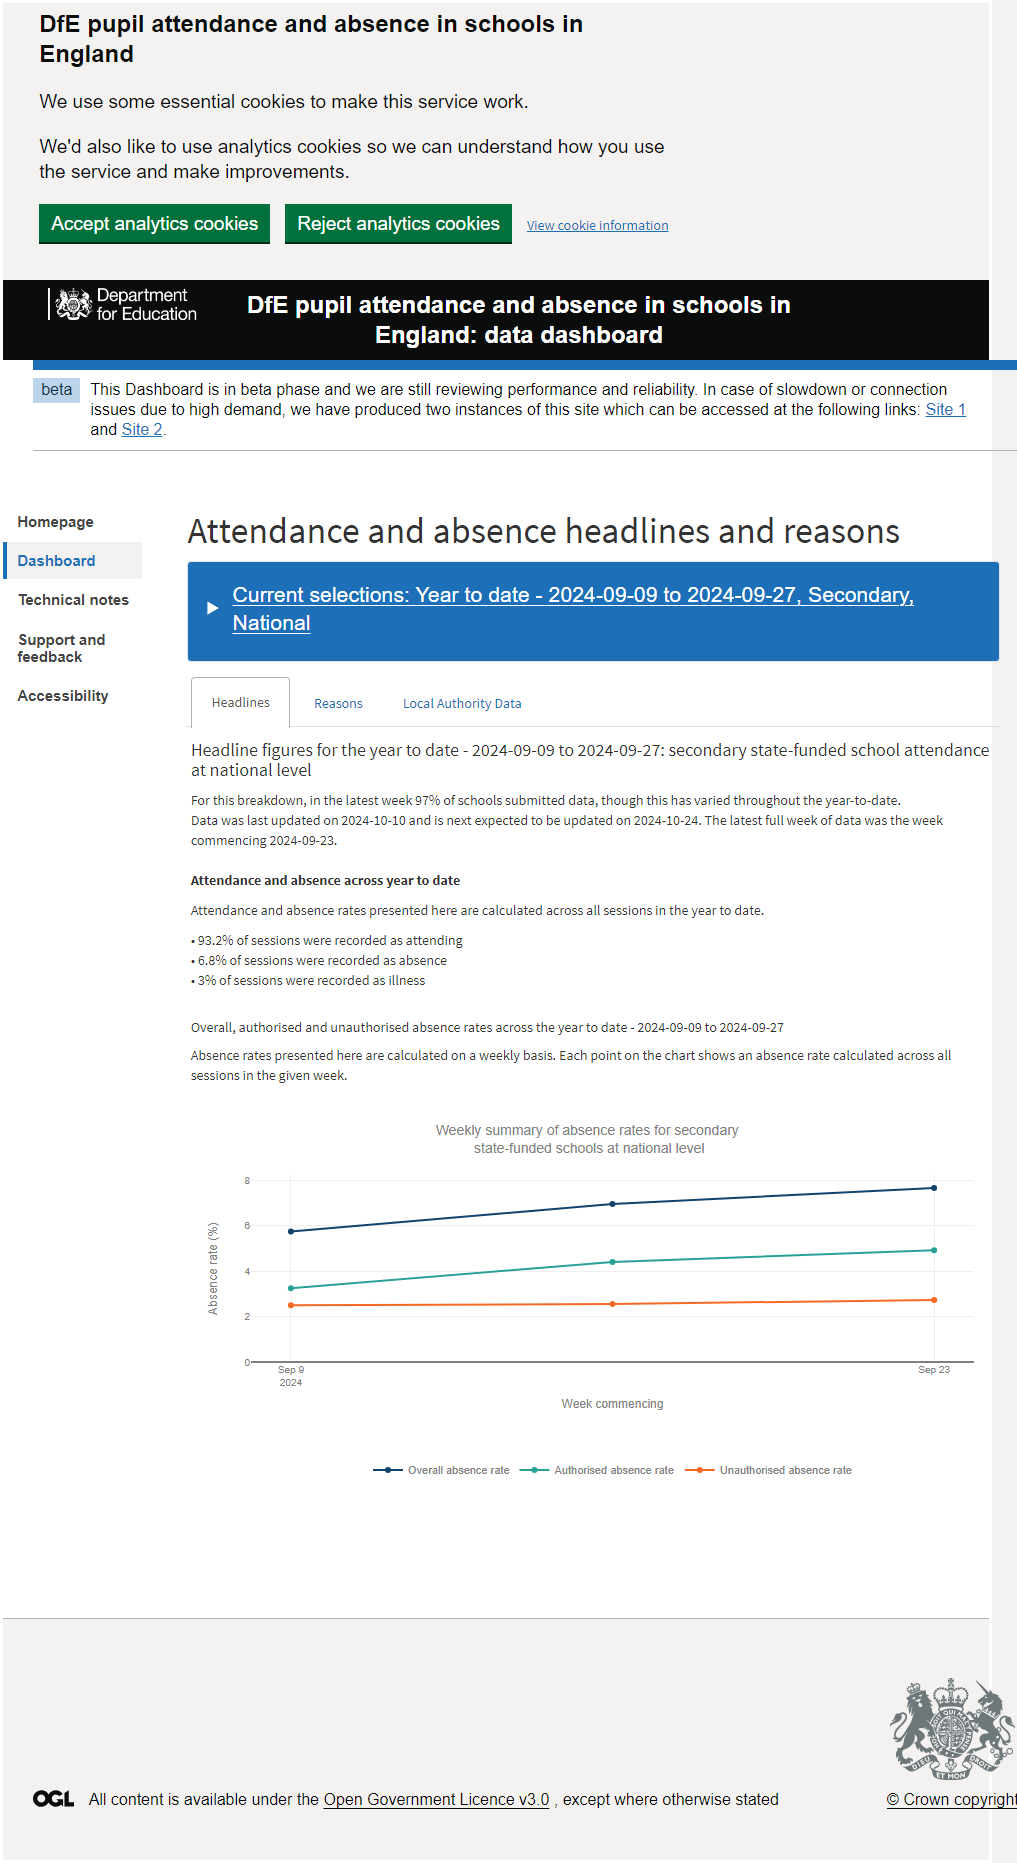 DfE pupil attendance and absence in schools in
England
We use some essential cookies to make this service work.
We'd also like to use analytics cookies so we can understand how you use
the service and make improvements.
Accept analytics cookies
Reject analytics cookies
View cookie information
Department
for Education
DfE pupil attendance and absence in schools in
England: data dashboard
beta
This Dashboard is in beta phase and we are still reviewing performance and reliability. In case of slowdown or connection
issues due to high demand, we have produced two instances of this site which can be accessed at the following links: Site 1
and Site 2.
Homepage
Dashboard
Technical notes
Support and
feedback
Accessibility
Attendance and absence headlines and reasons
Current selections: Year to date - 2024-09-09 to 2024-09-27, Secondary,
National
Headlines
Reasons
Local Authority Data
Headline figures for the year to date - 2024-09-09 to 2024-09-27: secondary state-funded school attendance
at national level
For this breakdown, in the latest week 97% of schools submitted data, though this has varied throughout the year-to-date.
Data was last updated on 2024-10-10 and is next expected to be updated on 2024-10-24. The latest full week of data was the week
commencing 2024-09-23.
Attendance and absence across year to date
Attendance and absence rates presented here are calculated across all sessions in the year to date.
• 93.2% of sessions were recorded as attending
• 6.8% of sessions were recorded as absence
• 3% of sessions were recorded as illness
Overall, authorised and unauthorised absence rates across the year to date - 2024-09-09 to 2024-09-27
Absence rates presented here are calculated on a weekly basis. Each point on the chart shows an absence rate calculated across all
sessions in the given week.
Weekly summary of absence rates for secondary
state-funded schools at national level
Absence rate (%)
8
6
4
2
0
Sep 9
2024
Sep 23
Week commencing
Overall absence rate
Authorised absence rate
Unauthorised absence rate
DIEU ET MON DROIT
OGL
All content is available under the Open Government Licence v3.0 , except where otherwise stated
© Crown copyright